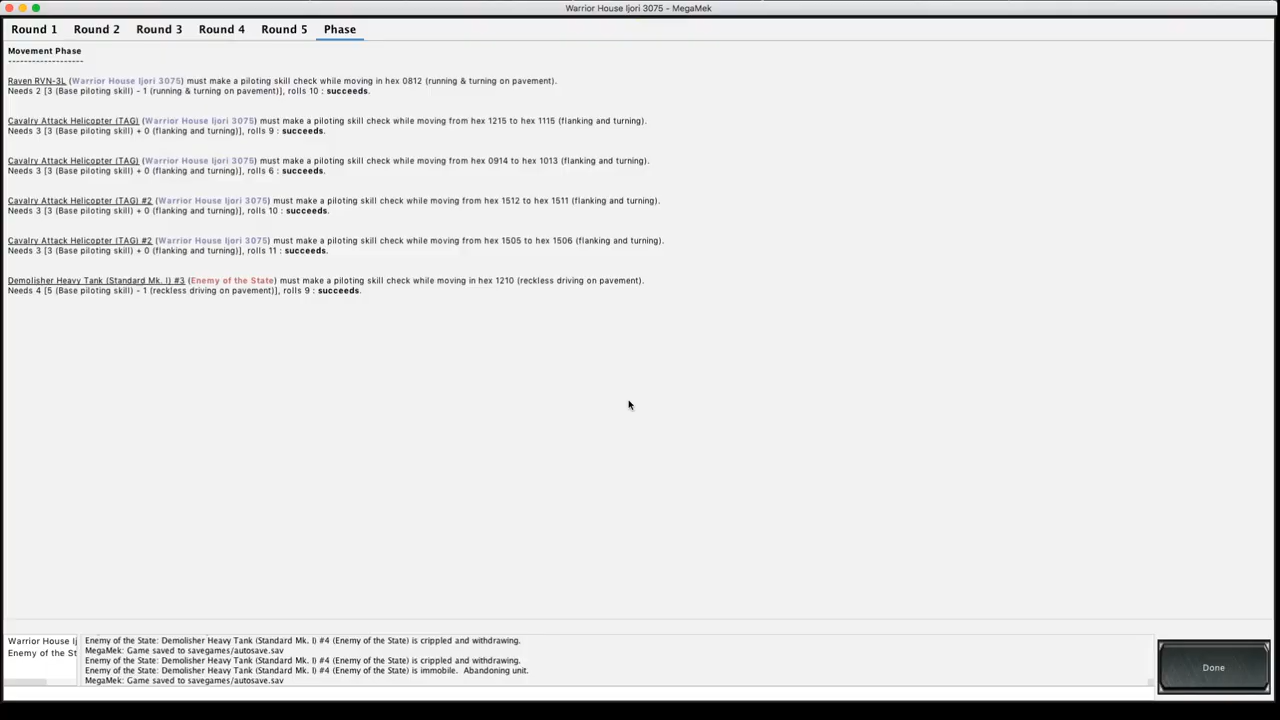 Warrior House Ijori 3075 - MegaMek
Round 1 Round 2 Round 3 Round 4 Round 5 Phase
Movement Phase
-------------------
Raven RVN-3L (Warrior House Ijori 3075) must make a piloting skill check while moving in hex 0812 (running & turning on pavement).
Needs 2 [3 (Base piloting skill) - 1 (running & turning on pavement)], rolls 10 : succeeds.
Cavalry Attack Helicopter (TAG) (Warrior House Ijori 3075) must make a piloting skill check while moving from hex 1215 to hex 1115 (flanking and turning).
Needs 3 [3 (Base piloting skill) + 0 (flanking and turning)], rolls 9 : succeeds.
Cavalry Attack Helicopter (TAG) (Warrior House Ijori 3075) must make a piloting skill check while moving from hex 0914 to hex 1013 (flanking and turning).
Needs 3 [3 (Base piloting skill) + 0 (flanking and turning)], rolls 6 : succeeds.
Cavalry Attack Helicopter (TAG) #2 (Warrior House Ijori 3075) must make a piloting skill check while moving from hex 1512 to hex 1511 (flanking and turning).
Needs 3 [3 (Base piloting skill) + 0 (flanking and turning)], rolls 10 : succeeds.
Cavalry Attack Helicopter (TAG) #2 (Warrior House Ijori 3075) must make a piloting skill check while moving from hex 1505 to hex 1506 (flanking and turning).
Needs 3 [3 (Base piloting skill) + 0 (flanking and turning)], rolls 11 : succeeds.
Demolisher Heavy Tank (Standard Mk. I) #3 (Enemy of the State) must make a piloting skill check while moving in hex 1210 (reckless driving on pavement).
Needs 4 [5 (Base piloting skill) - 1 (reckless driving on pavement)], rolls 9 : succeeds.
Warrior House Ij
Enemy of the St
Enemy of the State: Demolisher Heavy Tank (Standard Mk. I) #4 (Enemy of the State) is crippled and withdrawing.
MegaMek: Game saved to savegames/autosave.sav
Enemy of the State: Demolisher Heavy Tank (Standard Mk. I) #4 (Enemy of the State) is crippled and withdrawing.
Enemy of the State: Demolisher Heavy Tank (Standard Mk. I) #4 (Enemy of the State) is immobile.  Abandoning unit.
MegaMek: Game saved to savegames/autosave.sav
Done